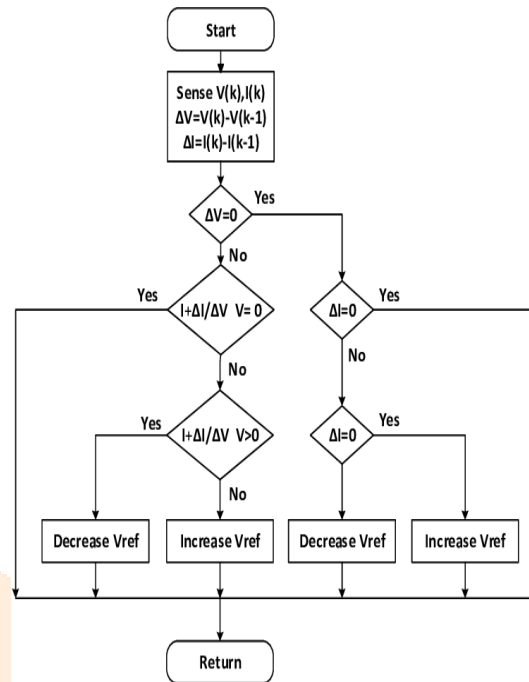 Start
Sense V(k),I(k)
ΔV=V(k)-V(k-1)
ΔI=I(k)-I(k-1)
Yes
ΔV=0
No
Yes
I+ΔI/ΔV V= 0
ΔI=0
Yes
No
No
Yes
I+ΔI/ΔV V>0
ΔI=0
Yes
No
No
Decrease Vref
Increase Vref
Decrease Vref
Increase Vref
Return